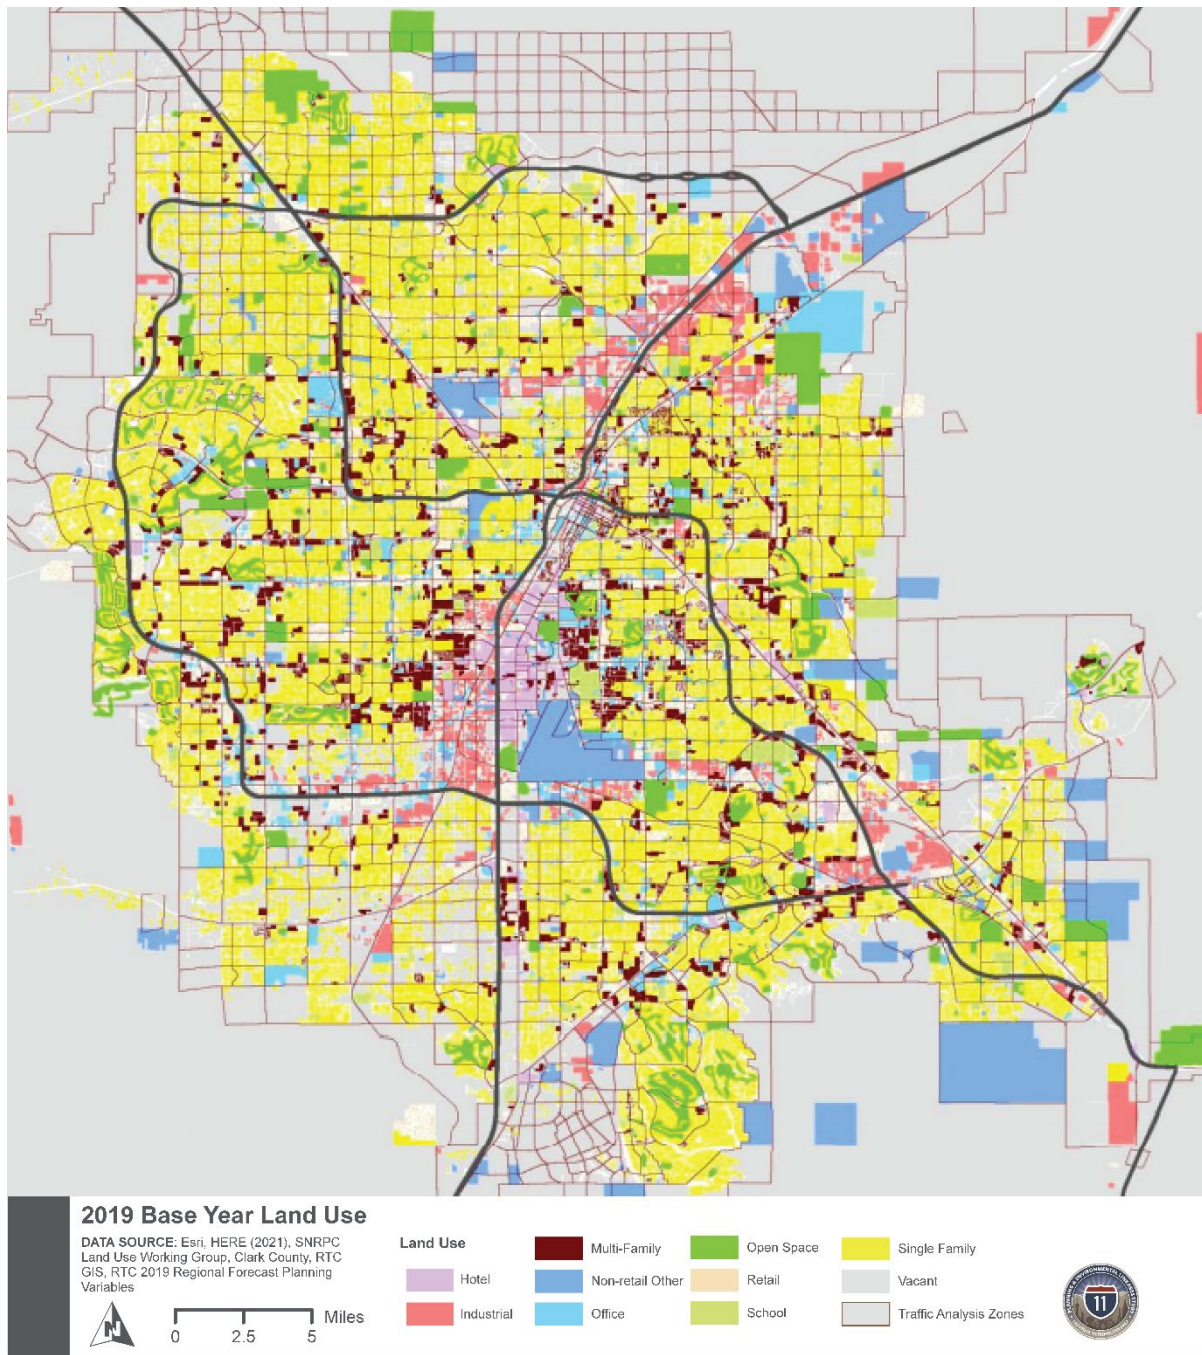 2019 Base Year Land Use
DATA SOURCE: Esri, HERE (2021), SNRPC
Land Use Working Group, Clark County, RTC
GIS, RTC 2019 Regional Forecast Planning
Variables
N
0 2.5 5 Miles
Land Use
Hotel
Industrial
Multi-Family
Non-retail Other
Office
Open Space
Retail
School
Single Family
Vacant
Traffic Analysis Zones
11